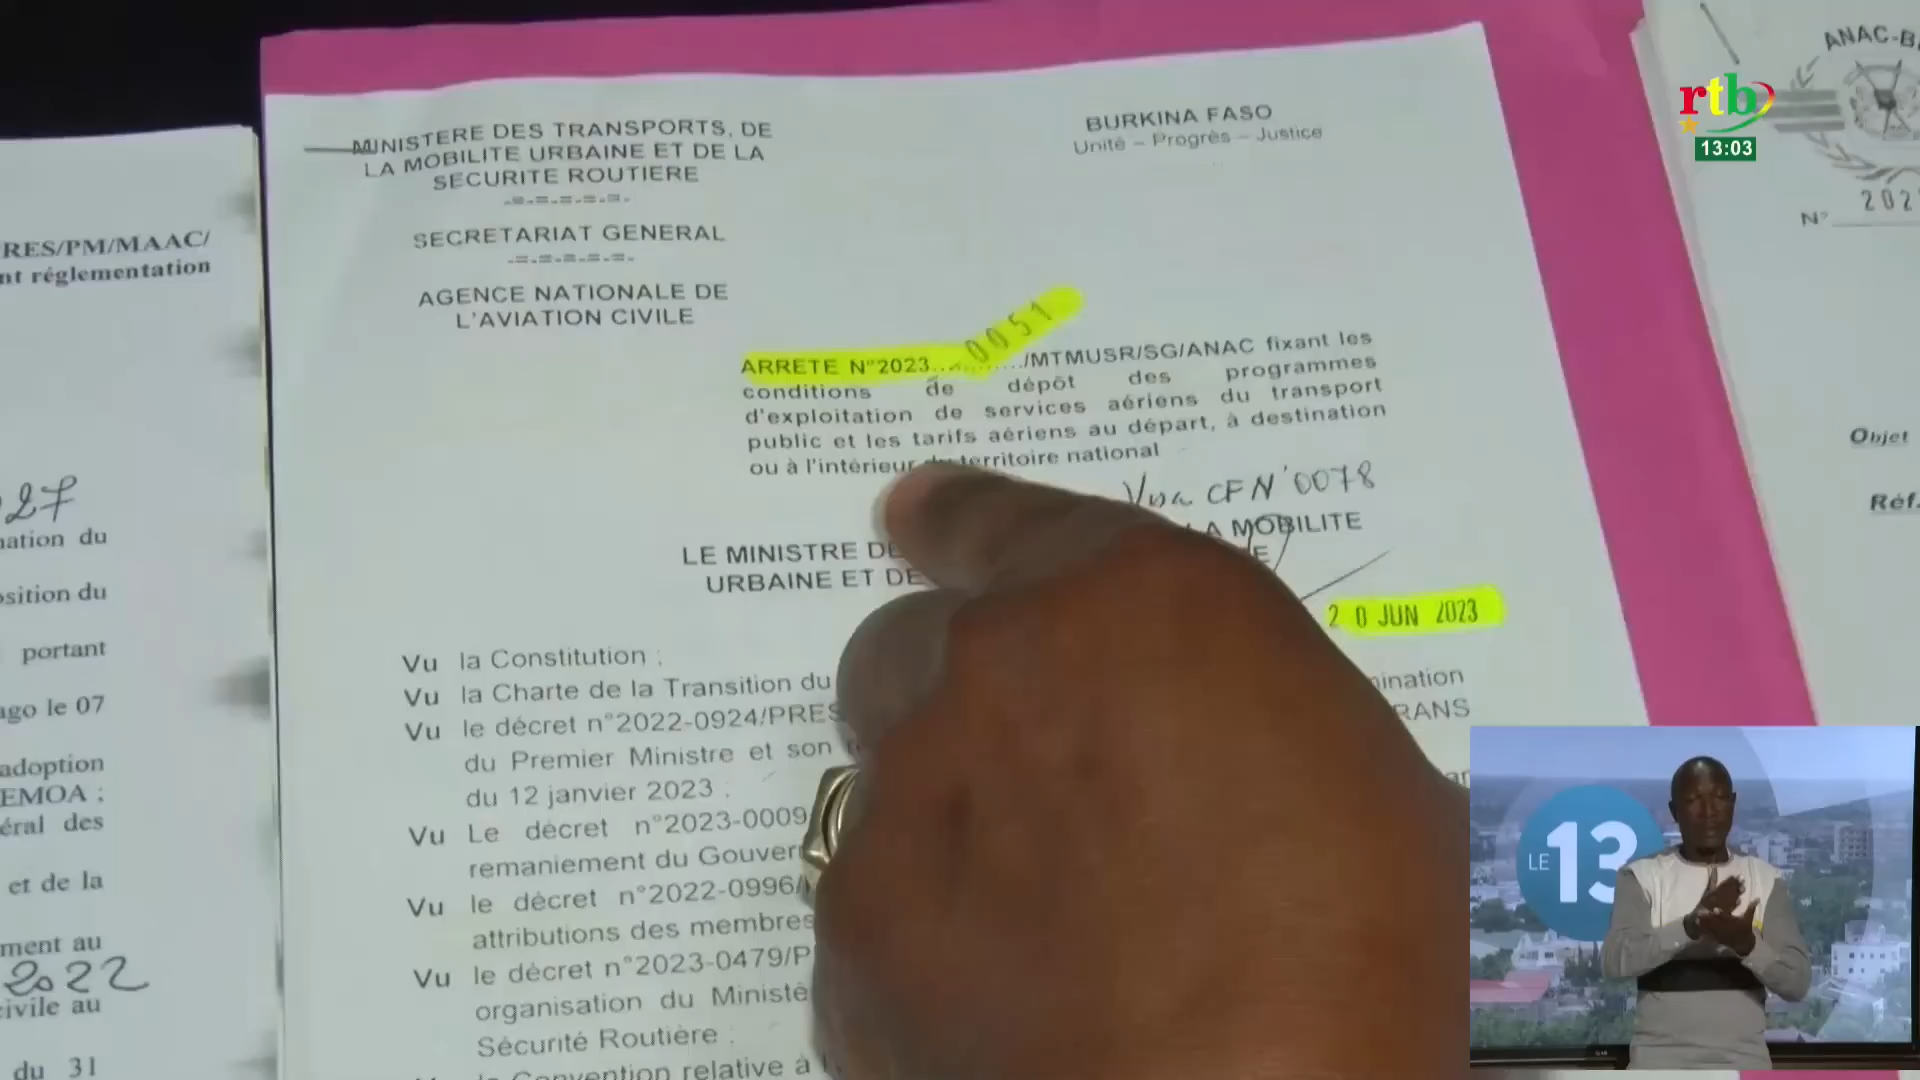 RES/PM/MAAC/
nt réglementation
27
ation du
osition du
portant
ago le 07
adoption
EMOA ;
éral des
et de la
ment au
2022
civile au
du 31
MINISTERE DES TRANSPORTS, DE
LA MOBILITE URBAINE ET DE LA
SECURITE ROUTIERE
-=-=-=-=-=-
SECRETARIAT GENERAL
-=-=-=-=-=-
AGENCE NATIONALE DE
L'AVIATION CIVILE
BURKINA FASO
Unité – Progrès – Justice
ARRETE N°2023....0051..../MTMUSR/SG/ANAC fixant les
conditions de dépôt des programmes
d'exploitation de services aériens du transport
public et les tarifs aériens au départ, à destination
ou à l'intérieur du territoire national
Visa CF N°0078
LE MINISTRE DE LA MOBILITE
URBAINE ET DE E
20 JUN 2023
Vu la Constitution ;
Vu la Charte de la Transition du
Vu le décret n°2022-0924/PRES mination
RANS
du Premier Ministre et son
du 12 janvier 2023 ;
Vu Le décret n°2023-0009
remaniement du Gouver
Vu le décret n°2022-0996/
attributions des membres
Vu le décret n°2023-0479/P
organisation du Ministè
Sécurité Routière ;
la Convention relative à l
ANAC-B
N° 202
Objet
Réf.
rtb
13:03
LE 13